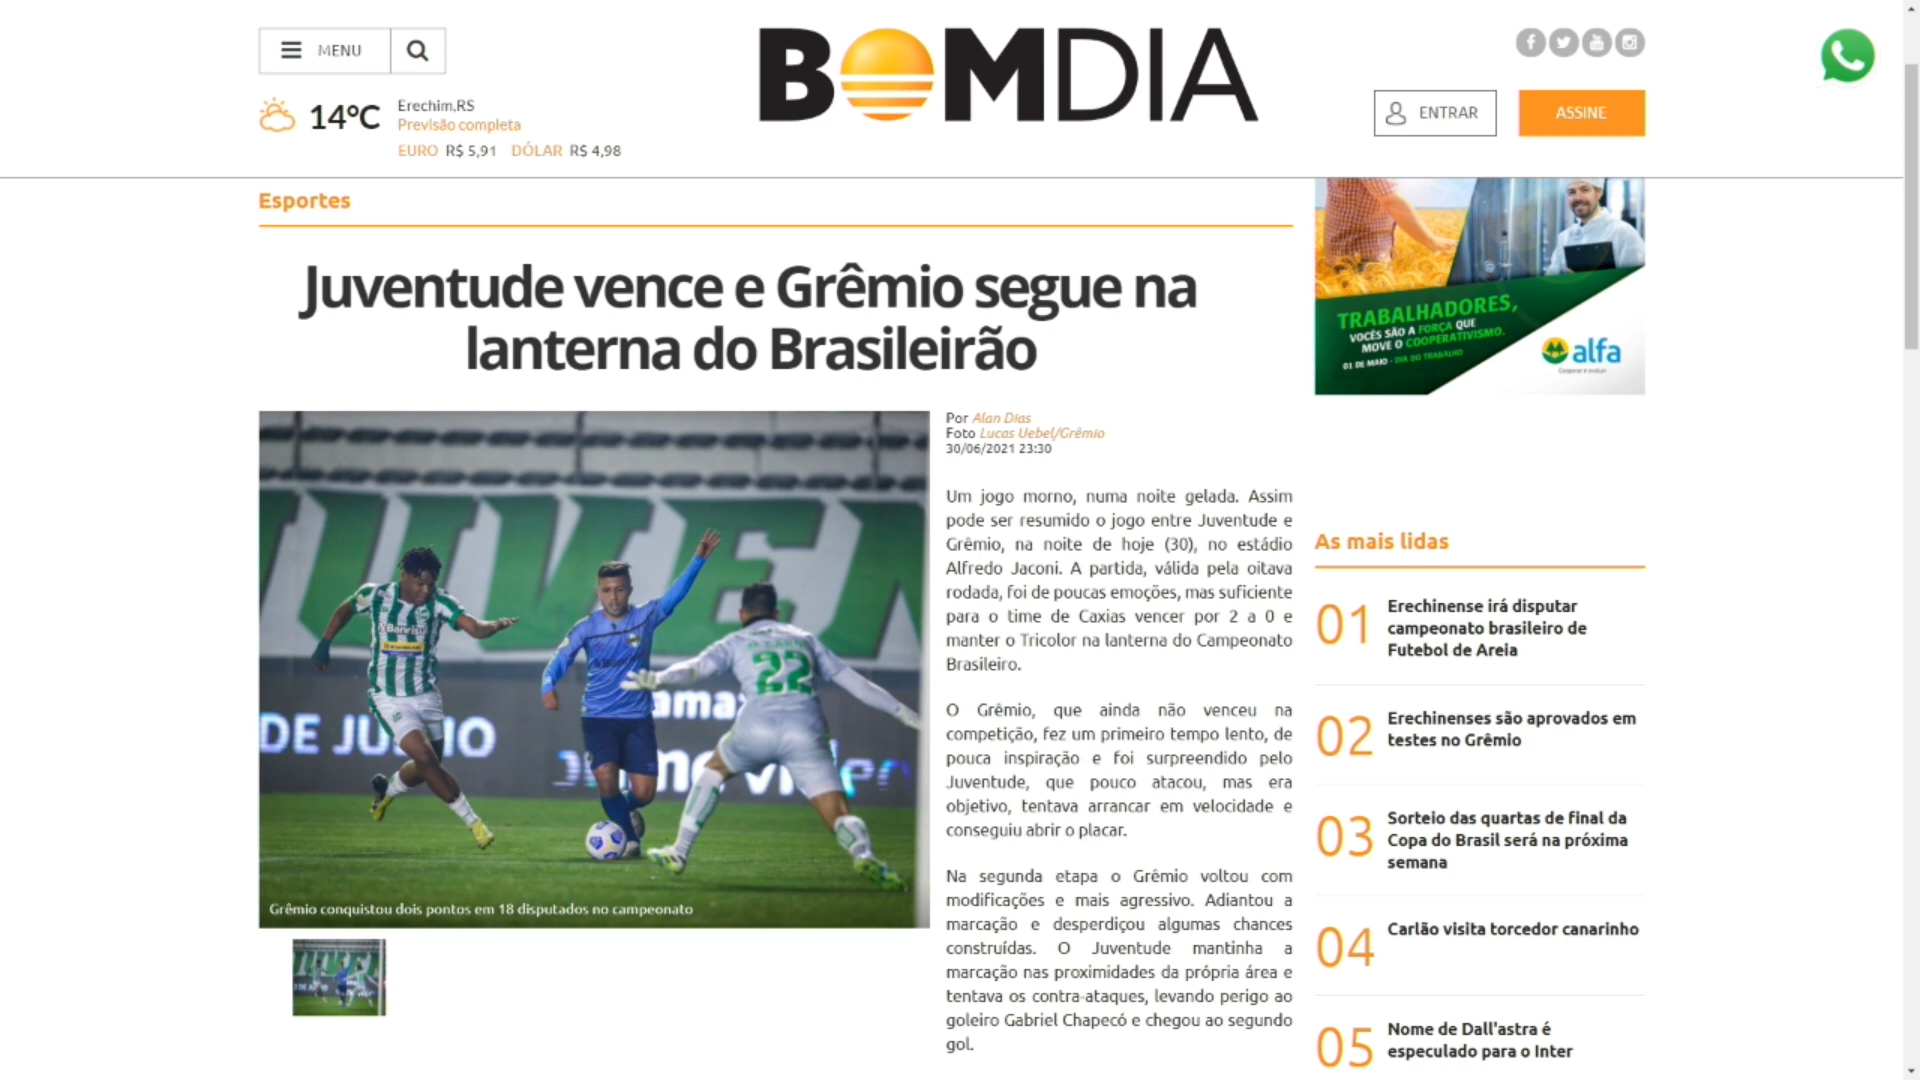 MENU
BOMDIA
14°C
Erechim,RS
Previsão completa
EURO R$ 5,91 DÓLAR R$ 4,98
ENTRAR
ASSINE
Esportes
Juventude vence e Grêmio segue na
lanterna do Brasileirão
Banrisul
22
DE JULHO
Grêmio conquistou dois pontos em 18 disputados no campeonato
Por Alan Dias
Foto Lucas Uebel/Grêmio
30/06/2021 23:30
Um jogo morno, numa noite gelada. Assim
pode ser resumido o jogo entre Juventude e
Grêmio, na noite de hoje (30), no estádio
Alfredo Jaconi. A partida, válida pela oitava
rodada, foi de poucas emoções, mas suficiente
para o time de Caxias vencer por 2 a 0 e
manter o Tricolor na lanterna do Campeonato
Brasileiro.
O Grêmio, que ainda não venceu na
competição, fez um primeiro tempo lento, de
pouca inspiração e foi surpreendido pelo
Juventude, que pouco atacou, mas era
objetivo, tentava arrancar em velocidade e
conseguiu abrir o placar.
Na segunda etapa o Grêmio voltou com
modificações e mais agressivo. Adiantou a
marcação e desperdiçou algumas chances
construídas. O Juventude mantinha a
marcação nas proximidades da própria área e
tentava os contra-ataques, levando perigo ao
goleiro Gabriel Chapecó e chegou ao segundo
gol.
TRABALHADORES,
VOCÊS SÃO A FORÇA QUE
MOVE O COOPERATIVISMO.
01 DE MAIO - DIA DO TRABALHO
alfa
As mais lidas
01
Erechinense irá disputar
campeonato brasileiro de
Futebol de Areia
02
Erechinenses são aprovados em
testes no Grêmio
03
Sorteio das quartas de final da
Copa do Brasil será na próxima
semana
04
Carlão visita torcedor canarinho
05
Nome de Dall'astra é
especulado para o Inter